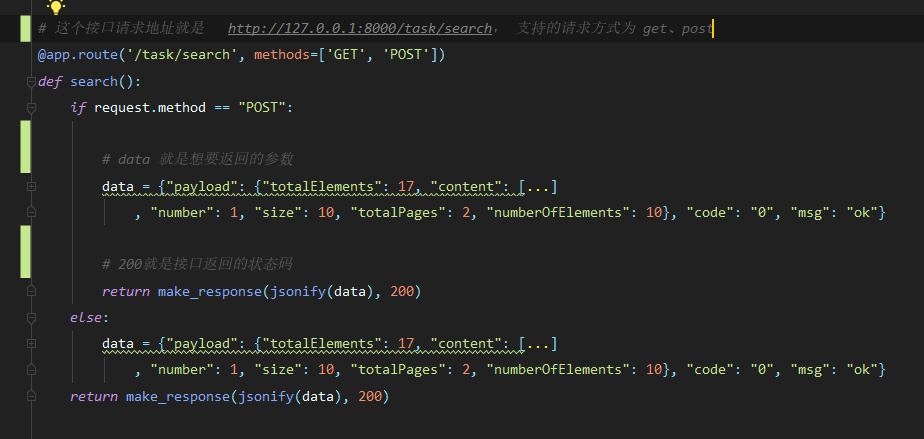 # 这个接口请求地址就是   http://127.0.0.1:8000/task/search， 支持的请求方式为 get、post
@app.route('/task/search', methods=['GET', 'POST'])
def search():
    if request.method == "POST":
        # data 就是想要返回的参数
        data = {"payload": {"totalElements": 17, "content": [...]
            , "number": 1, "size": 10, "totalPages": 2, "numberOfElements": 10}, "code": "0", "msg": "ok"}
        # 200就是接口返回的状态码
        return make_response(jsonify(data), 200)
    else:
        data = {"payload": {"totalElements": 17, "content": [...]
            , "number": 1, "size": 10, "totalPages": 2, "numberOfElements": 10}, "code": "0", "msg": "ok"}
    return make_response(jsonify(data), 200)